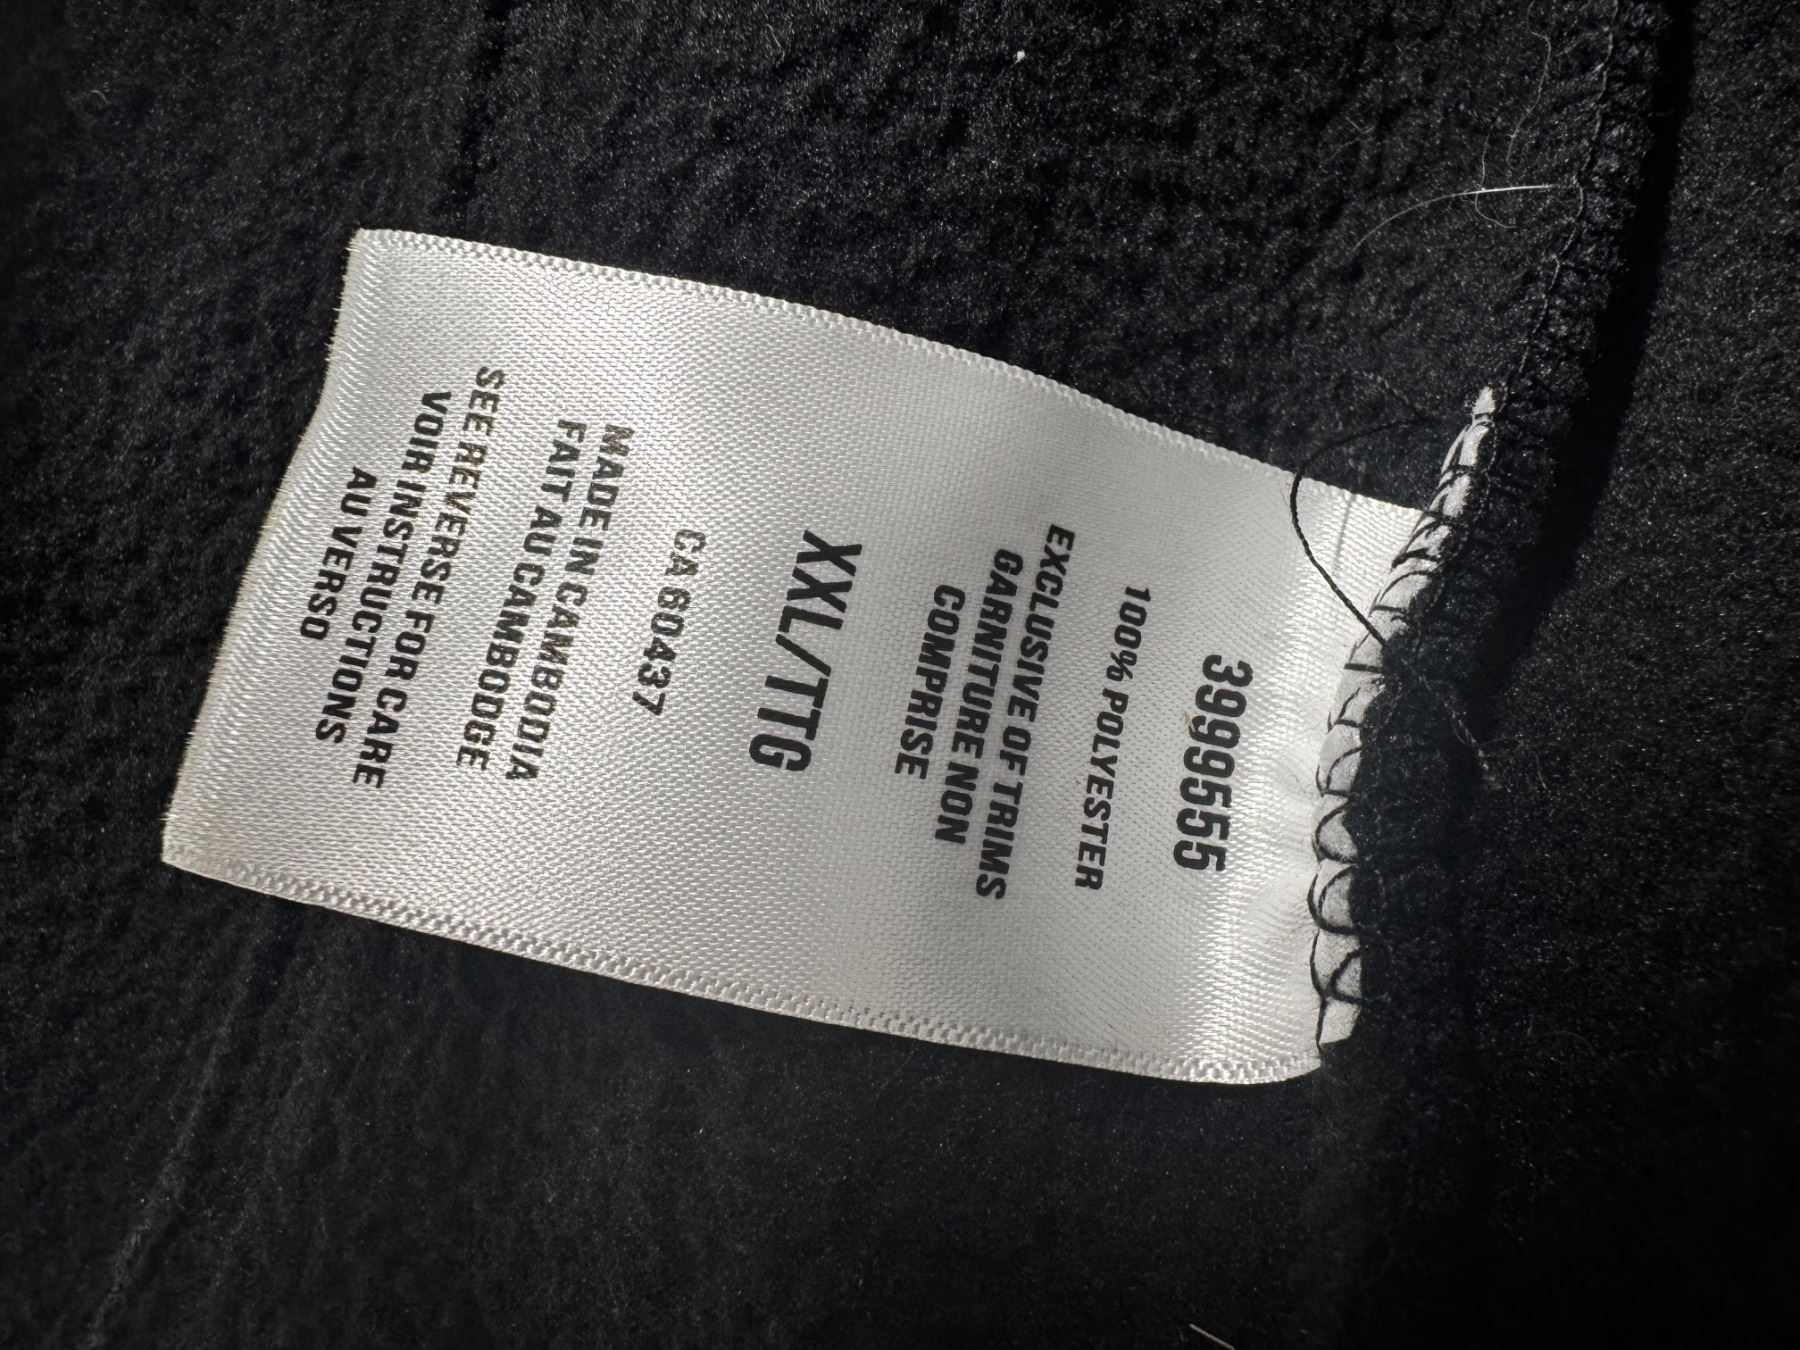 399555
100% POLYESTER
EXCLUSIVE OF TRIMS
GARNITURE NON
COMPRISE
XXL/TTG
CA 60437
MADE IN CAMBODIA
FAIT AU CAMBODGE
SEE REVERSE FOR CARE
VOIR INSTRUCTIONS
AU VERSO